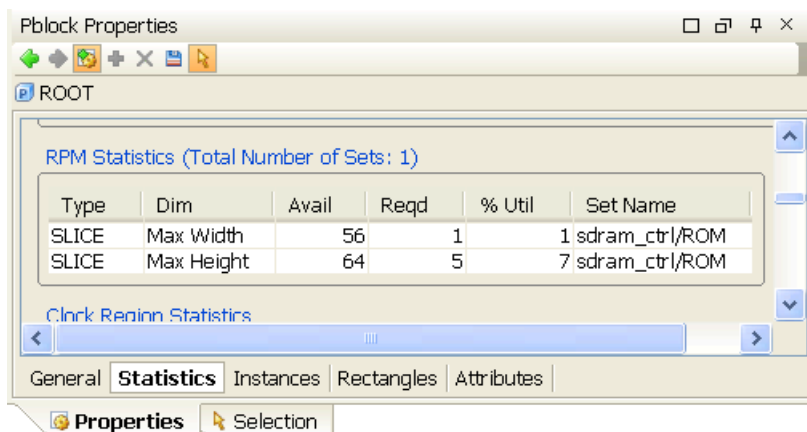 Pblock Properties
ROOT
RPM Statistics (Total Number of Sets: 1)
Type Dim Avail Reqd % Util Set Name
SLICE Max Width 56 1 1 sdram_ctrl/ROM
SLICE Max Height 64 5 7 sdram_ctrl/ROM
Clock Region Statistics
General Statistics Instances Rectangles Attributes
Properties Selection